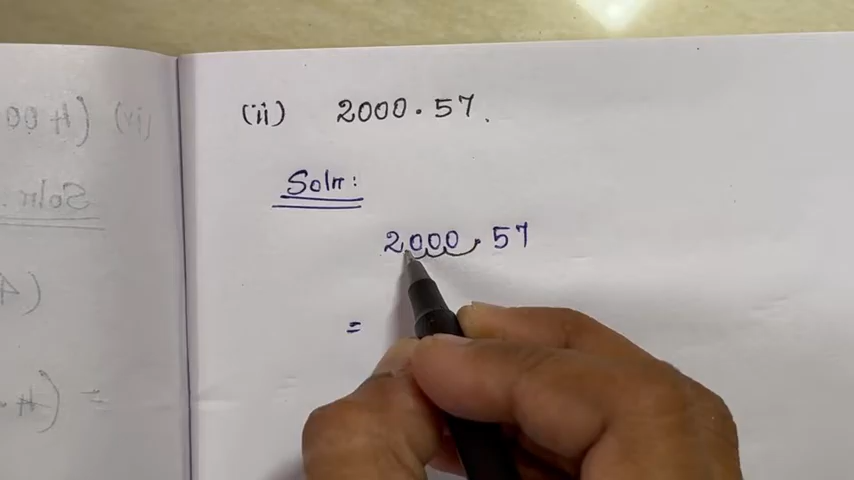 (ii) 2000.57.
Soln:
2000.57
=